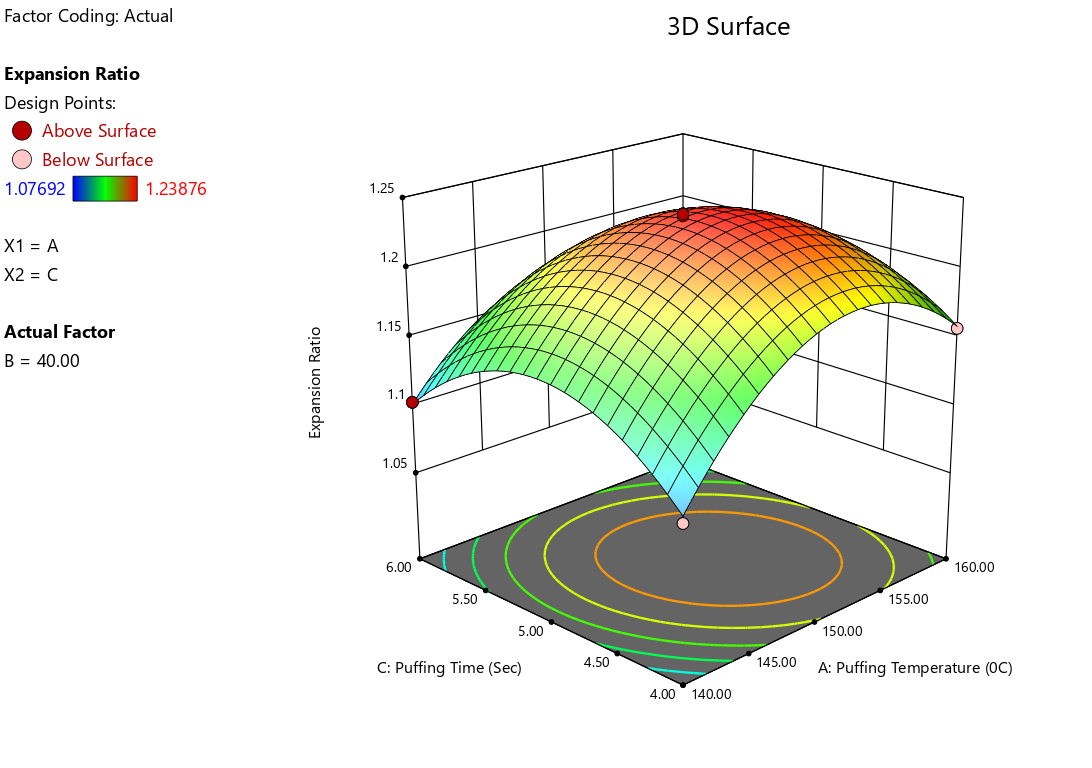 Factor Coding: Actual
3D Surface
Expansion Ratio
Design Points:
Above Surface
Below Surface
1.07692 1.23876
X1 = A
X2 = C
Actual Factor
B = 40.00
1.25
1.2
1.15
1.1
1.05
Expansion Ratio
6.00
5.50
5.00
4.50
4.00
C: Puffing Time (Sec)
140.00
145.00
150.00
155.00
160.00
A: Puffing Temperature (0C)